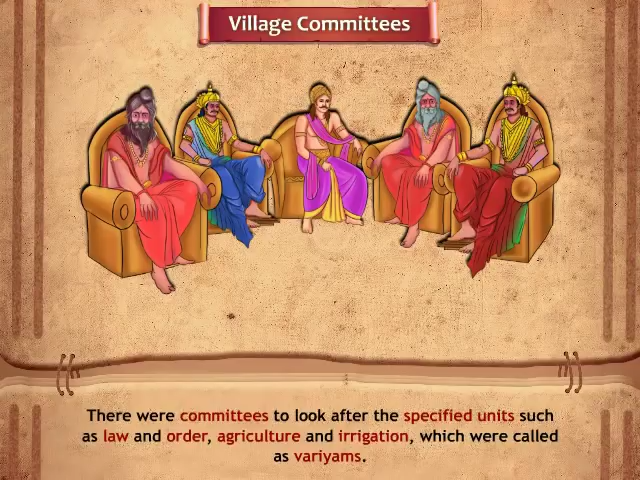 Village Committees
There were committees to look after the specified units such
as law and order, agriculture and irrigation, which were called
as variyams.